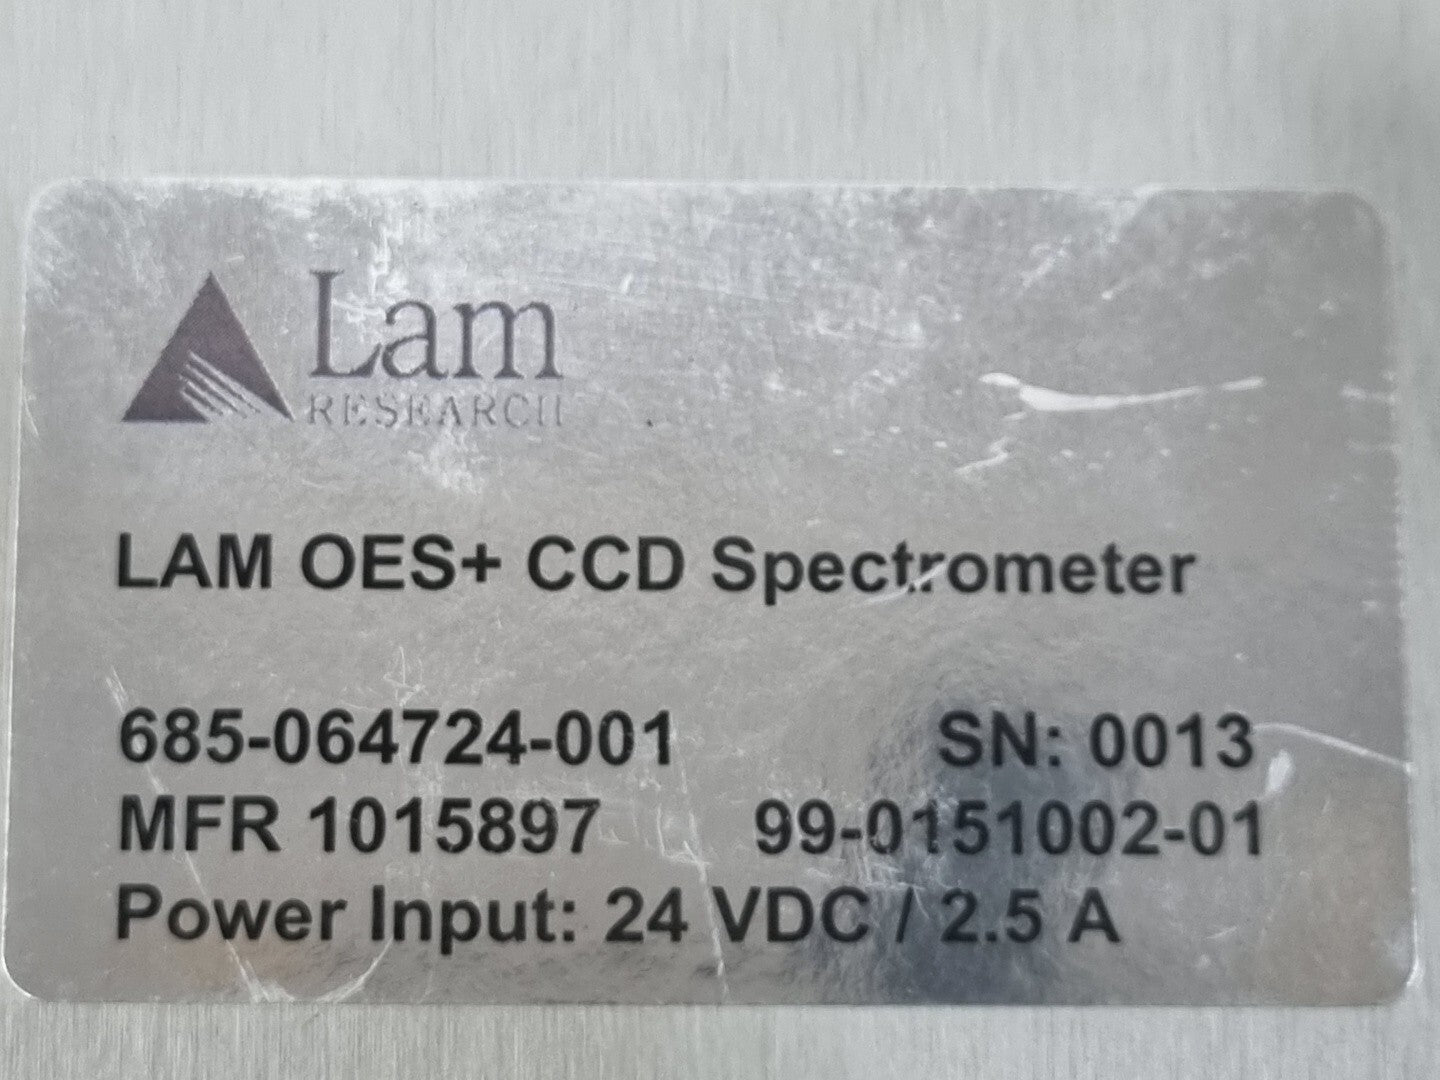 Lam
RESEARCH
LAM OES+ CCD Spectrometer
685-064724-001 SN: 0013
MFR 1015897 99-0151002-01
Power Input: 24 VDC / 2.5 A